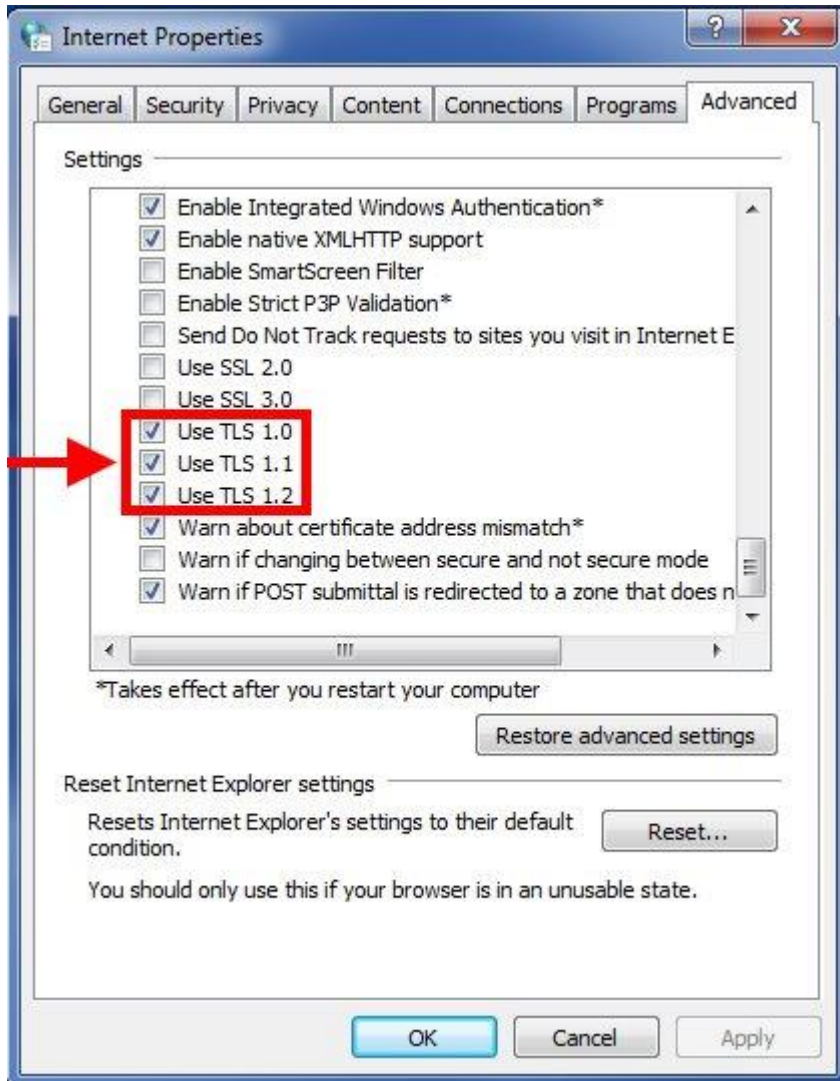 Internet Properties
?
X
General Security Privacy Content Connections Programs Advanced
Settings
Enable Integrated Windows Authentication*
Enable native XMLHTTP support
Enable SmartScreen Filter
Enable Strict P3P Validation*
Send Do Not Track requests to sites you visit in Internet E
Use SSL 2.0
Use SSL 3.0
Use TLS 1.0
Use TLS 1.1
Use TLS 1.2
Warn about certificate address mismatch*
Warn if changing between secure and not secure mode
Warn if POST submittal is redirected to a zone that does n
*Takes effect after you restart your computer
Restore advanced settings
Reset Internet Explorer settings
Resets Internet Explorer's settings to their default
condition.
Reset...
You should only use this if your browser is in an unusable state.
OK Cancel Apply